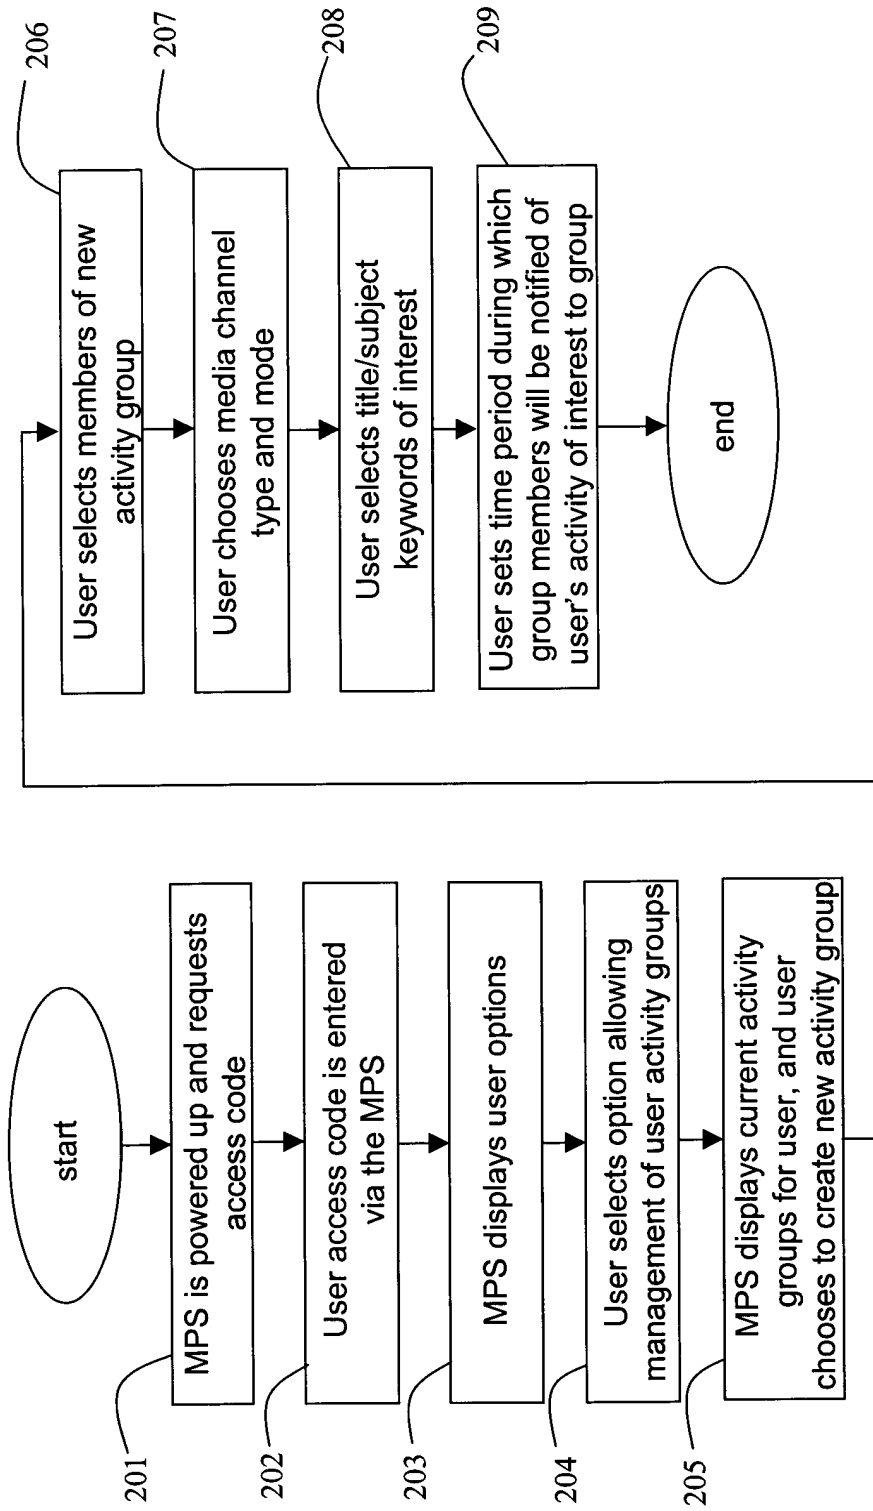 start
201
MPS is powered up and requests
access code
202
User access code is entered
via the MPS
203
MPS displays user options
204
User selects option allowing
management of user activity groups
205
MPS displays current activity
groups for user, and user
chooses to create new activity group
206
User selects members of new
activity group
207
User chooses media channel
type and mode
208
User selects title/subject
keywords of interest
209
User sets time period during which
group members will be notified of
user's activity of interest to group
end